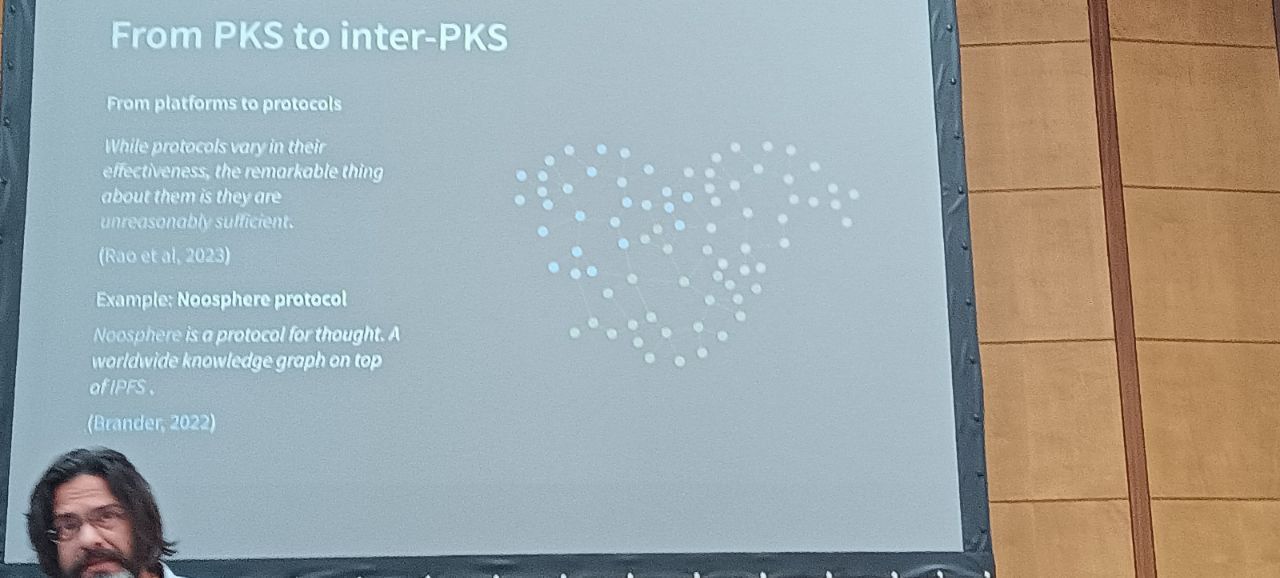 From PKS to inter-PKS
From platforms to protocols
While protocols vary in their
effectiveness, the remarkable thing
about them is they are
unreasonably sufficient.
(Rao et al, 2023)
Example: Noosphere protocol
Noosphere is a protocol for thought. A
worldwide knowledge graph on top
of IPFS .
(Brander, 2022)